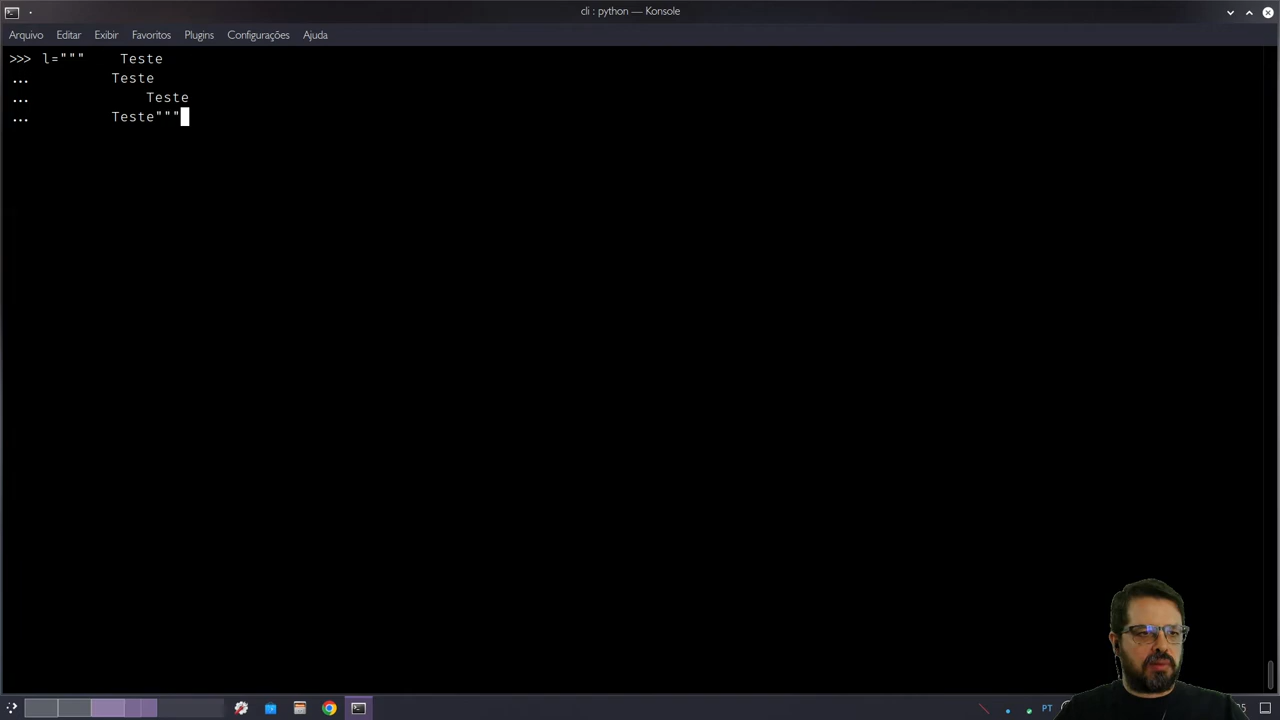 cli : python — Konsole
Arquivo Editar Exibir Favoritos Plugins Configurações Ajuda
>>> l="""    Teste
...          Teste
...              Teste
...          Teste"""
PT